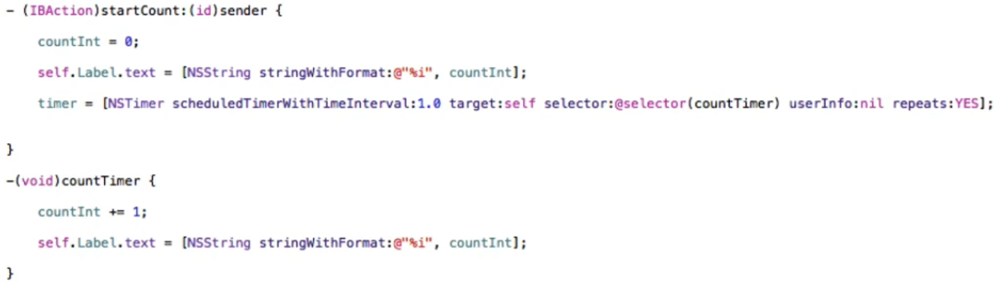 - (IBAction)startCount:(id)sender {
countInt = 0;
self.Label.text = [NSString stringWithFormat:@"%i", countInt];
timer = [NSTimer scheduledTimerWithTimeInterval:1.0 target:self selector:@selector(countTimer) userInfo:nil repeats:YES];
}
-(void)countTimer {
countInt += 1;
self.Label.text = [NSString stringWithFormat:@"%i", countInt];
}